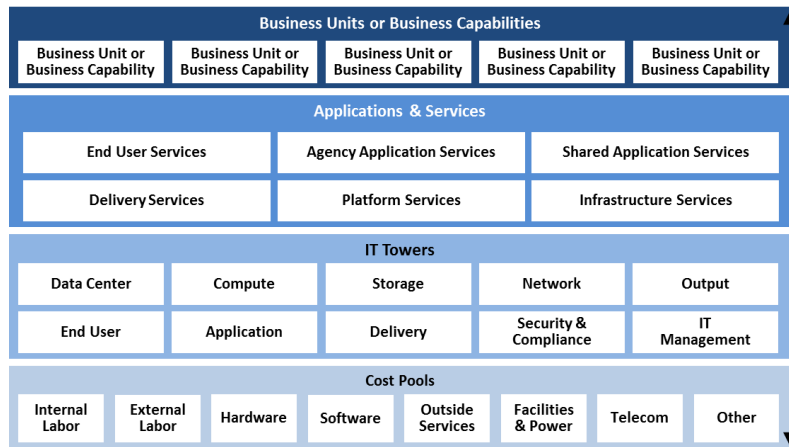 Business Units or Business Capabilities
Business Unit or
Business Capability
Business Unit or
Business Capability
Business Unit or
Business Capability
Business Unit or
Business Capability
Business Unit or
Business Capability
Applications & Services
End User Services
Agency Application Services
Shared Application Services
Delivery Services
Platform Services
Infrastructure Services
IT Towers
Data Center
Compute
Storage
Network
Output
End User
Application
Delivery
Security &
Compliance
IT
Management
Cost Pools
Internal
Labor
External
Labor
Hardware
Software
Outside
Services
Facilities
& Power
Telecom
Other